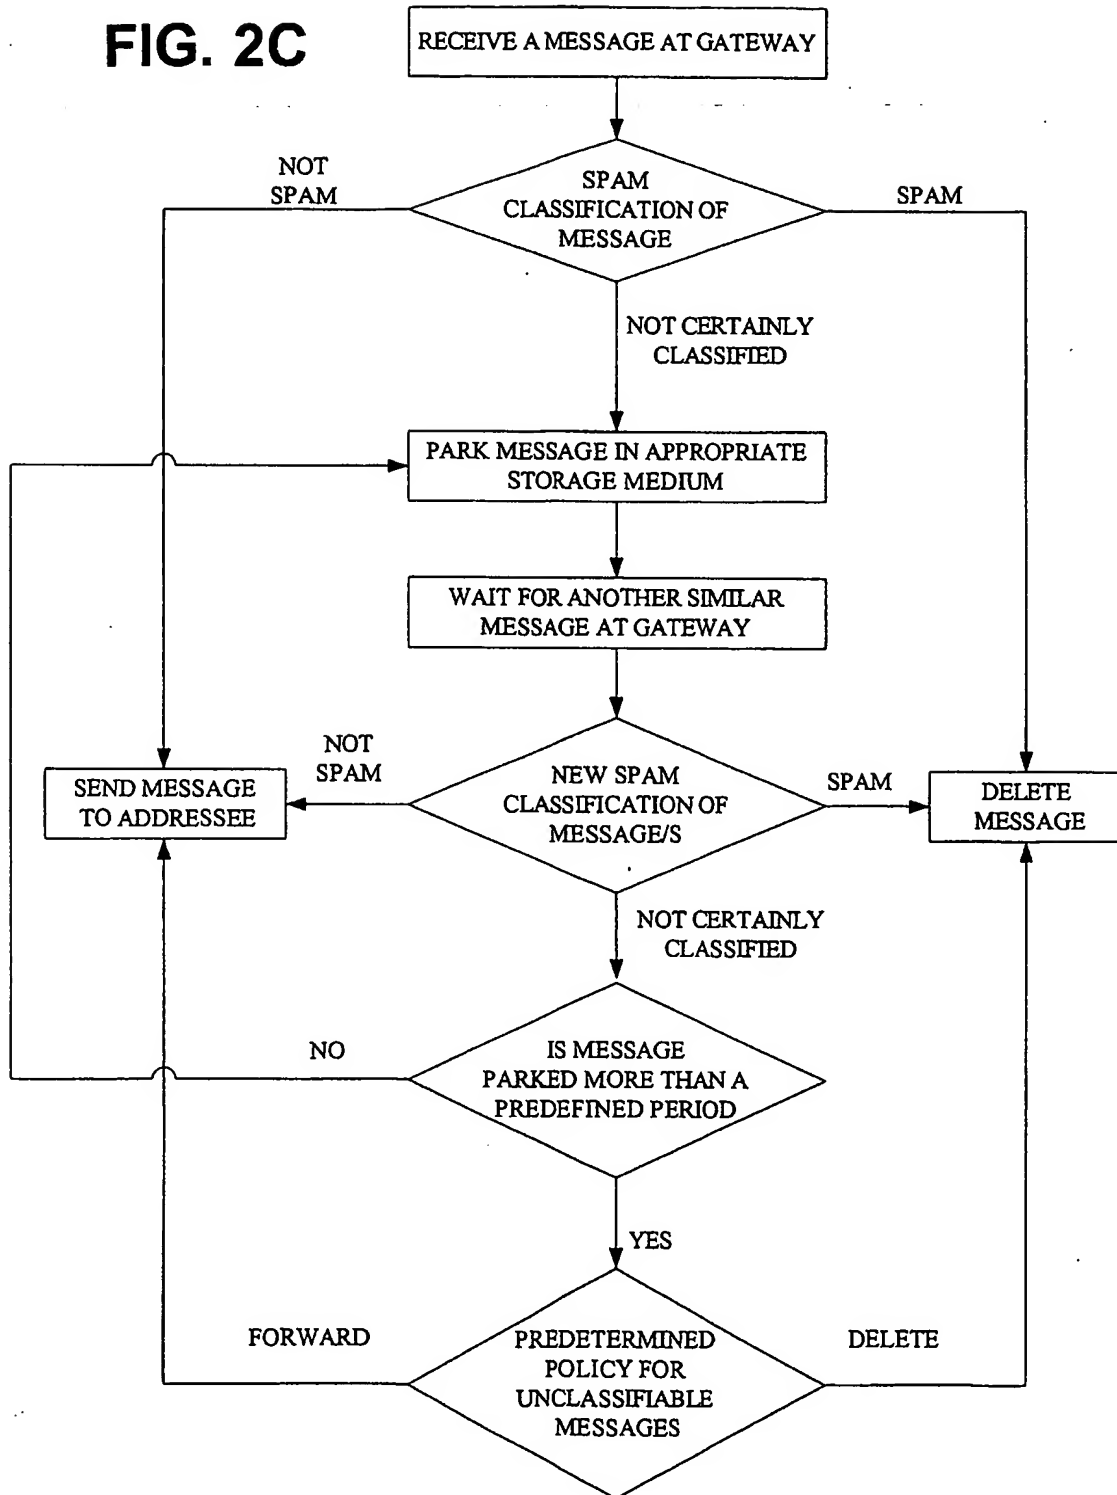 FIG. 2C
RECEIVE A MESSAGE AT GATEWAY
NOT
SPAM
SPAM
CLASSIFICATION OF
MESSAGE
SPAM
NOT CERTAINLY
CLASSIFIED
PARK MESSAGE IN APPROPRIATE
STORAGE MEDIUM
WAIT FOR ANOTHER SIMILAR
MESSAGE AT GATEWAY
NOT
SPAM
SEND MESSAGE
TO ADDRESSEE
NEW SPAM
CLASSIFICATION OF
MESSAGE/S
SPAM
DELETE
MESSAGE
NOT CERTAINLY
CLASSIFIED
NO
IS MESSAGE
PARKED MORE THAN A
PREDEFINED PERIOD
YES
FORWARD
PREDETERMINED
POLICY FOR
UNCLASSIFIABLE
MESSAGES
DELETE